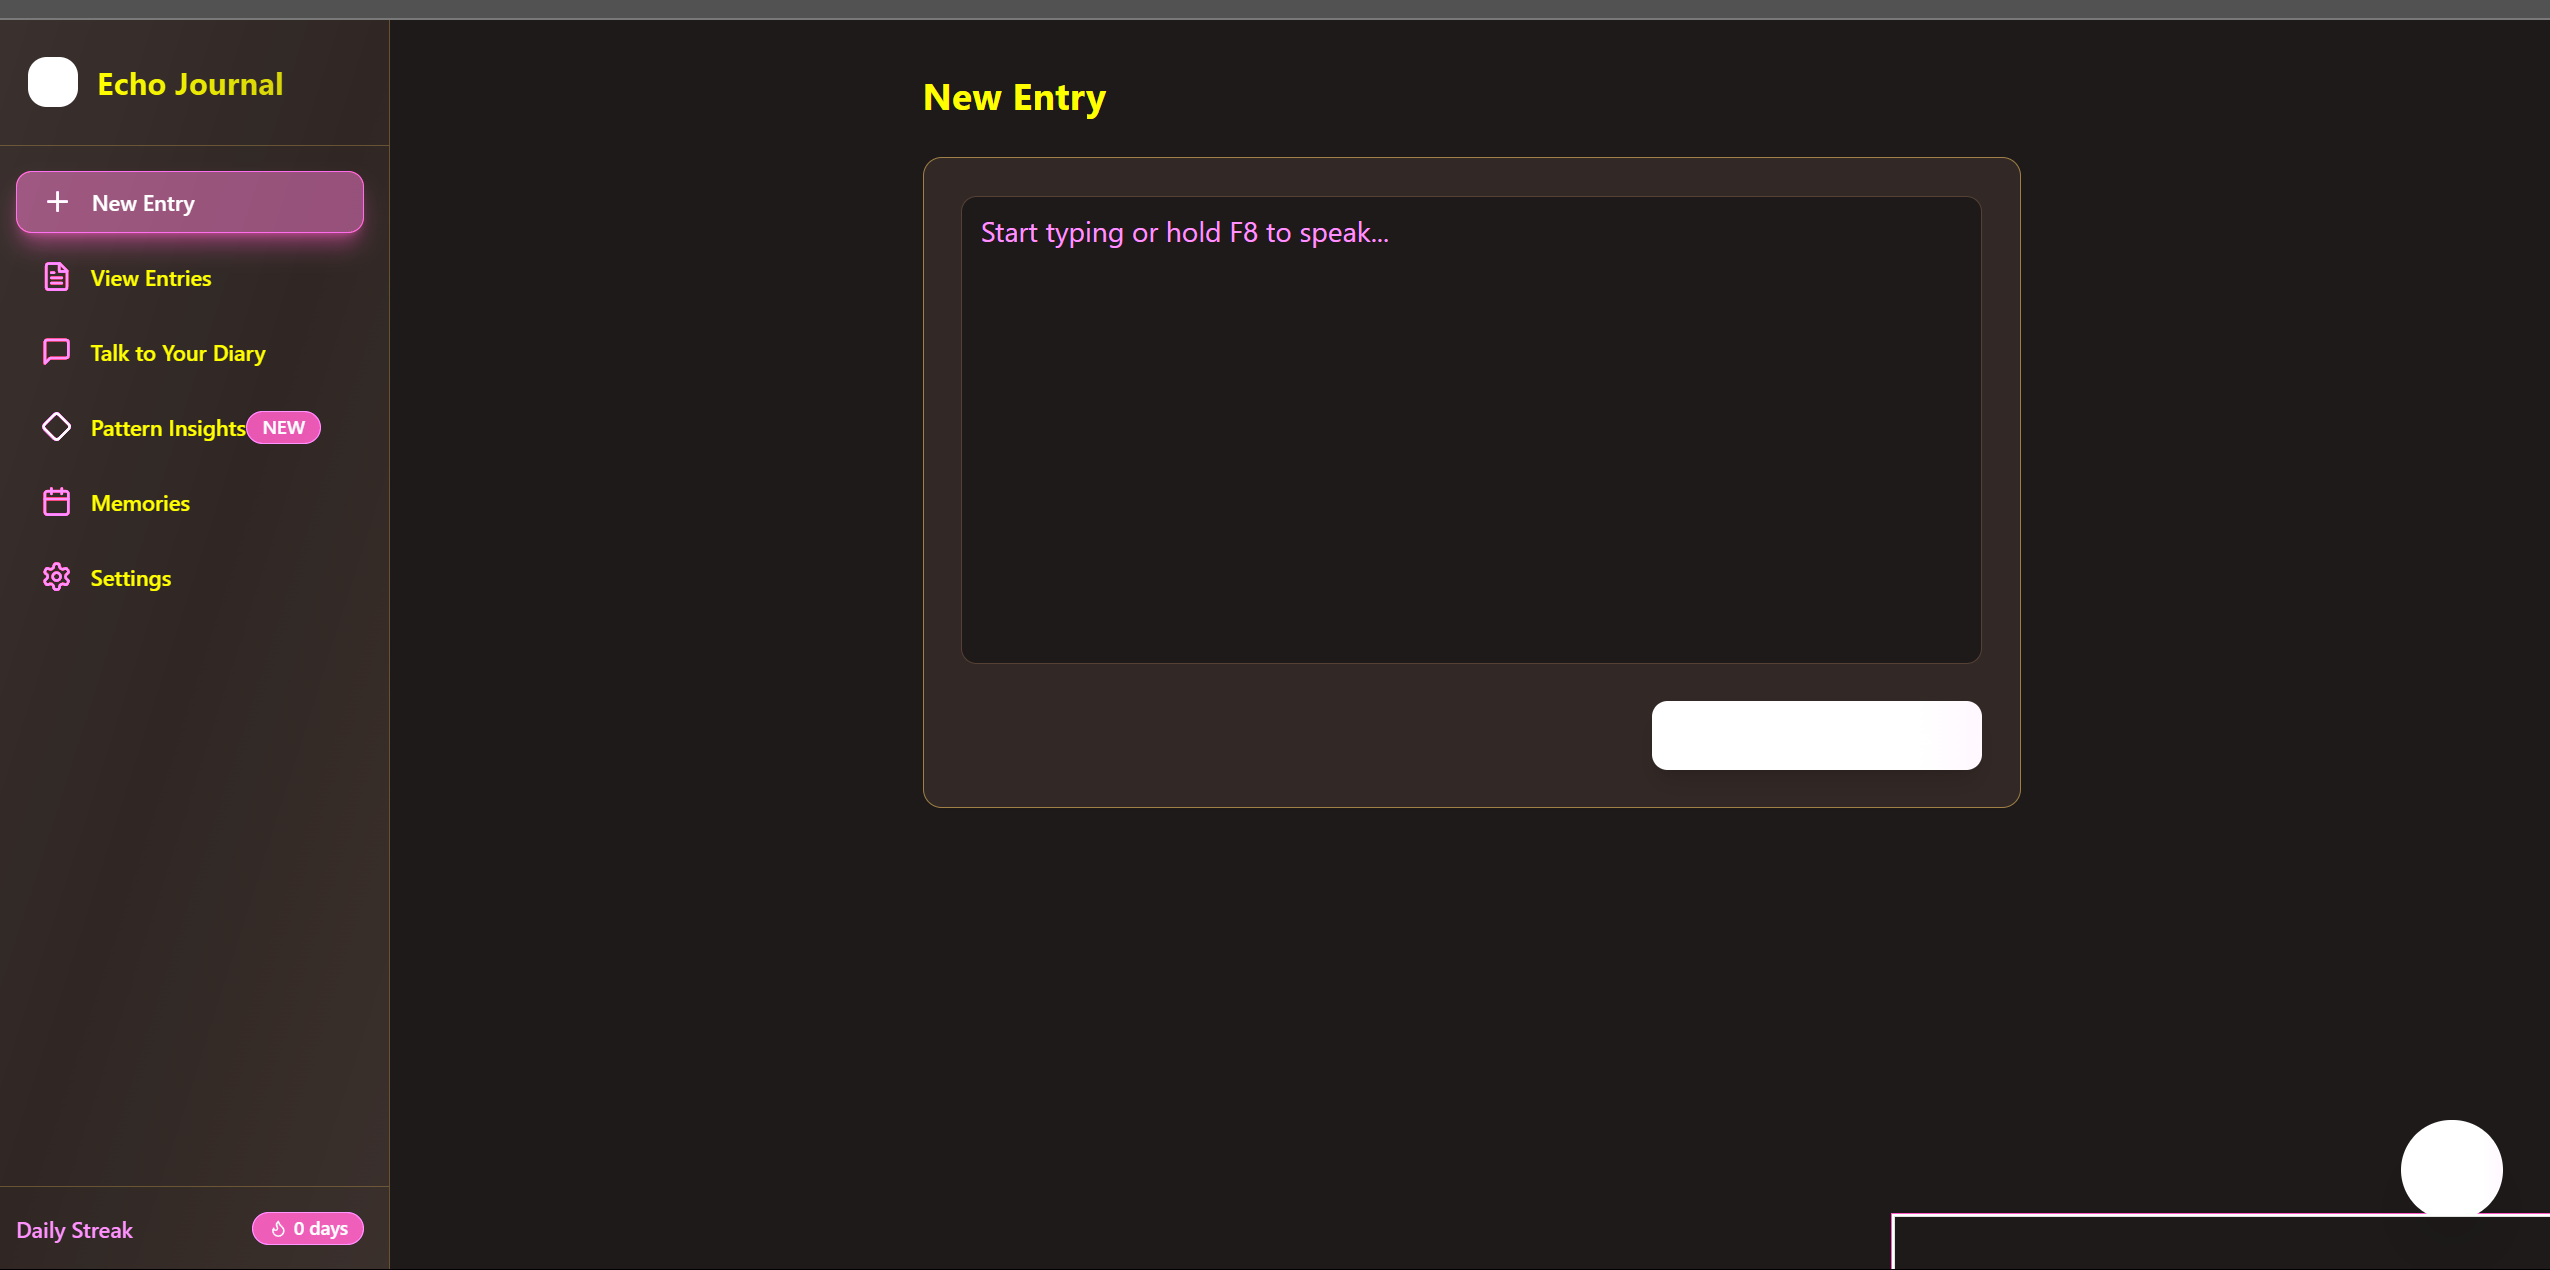 Echo Journal
New Entry
View Entries
Talk to Your Diary
Pattern Insights NEW
Memories
Settings
Daily Streak 0 days
New Entry
Start typing or hold F8 to speak...